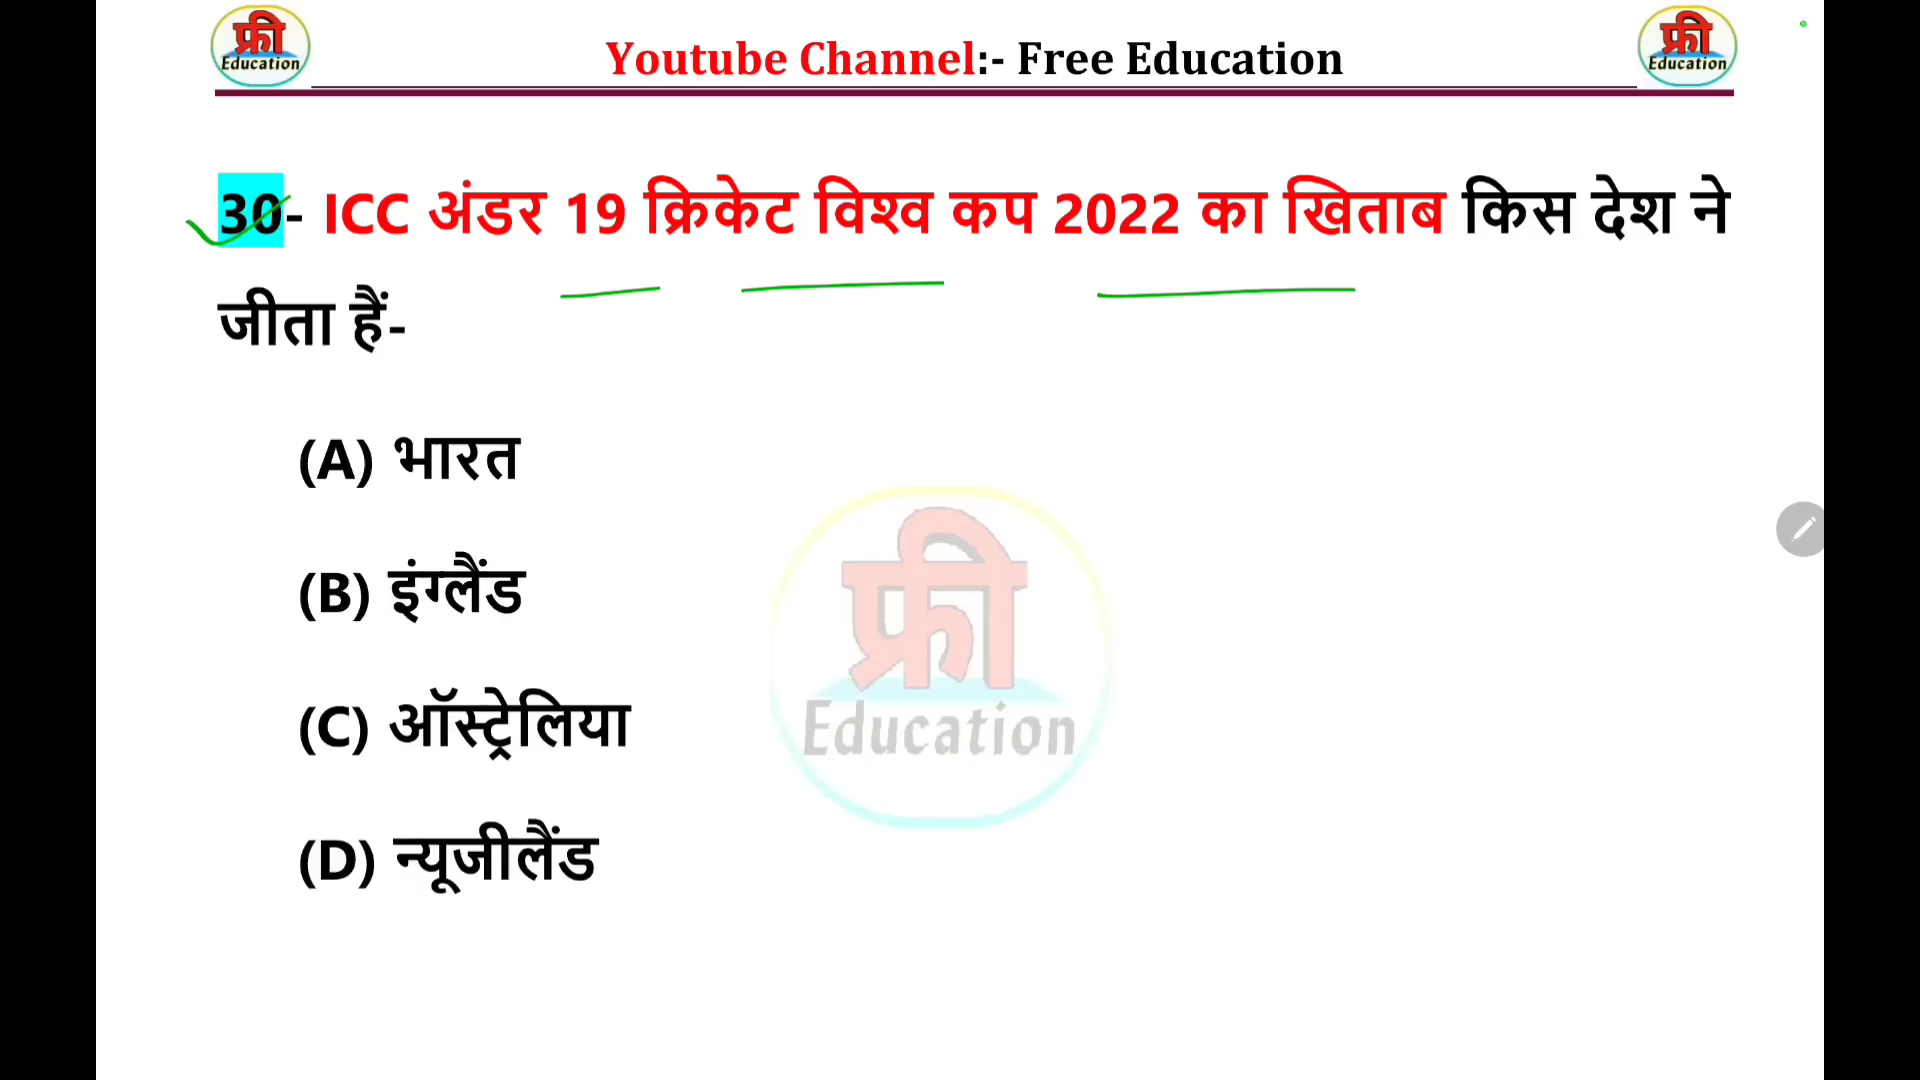 फ्री
Education
Youtube Channel:- Free Education
फ्री
Education
30- ICC अंडर 19 क्रिकेट विश्व कप 2022 का खिताब किस देश ने
जीता हैं-
(A) भारत
(B) इंग्लैंड
(C) ऑस्ट्रेलिया
(D) न्यूजीलैंड
फ्री
Education